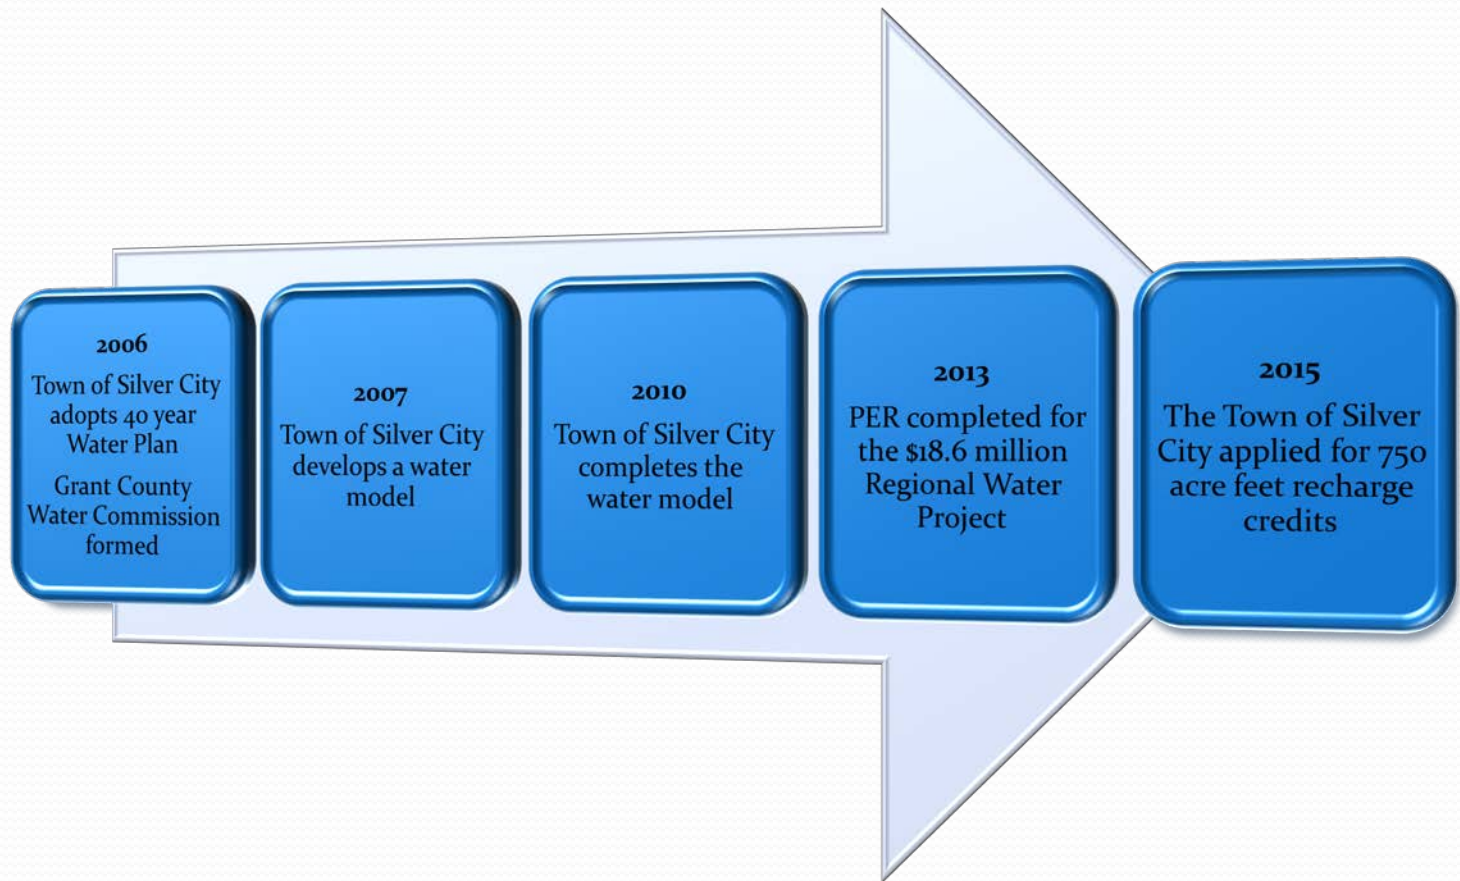 2006
Town of Silver City
adopts 40 year
Water Plan
Grant County
Water Commission
formed
2007
Town of Silver City
develops a water
model
2010
Town of Silver City
completes the
water model
2013
PER completed for
the $18.6 million
Regional Water
Project
2015
The Town of Silver
City applied for 750
acre feet recharge
credits